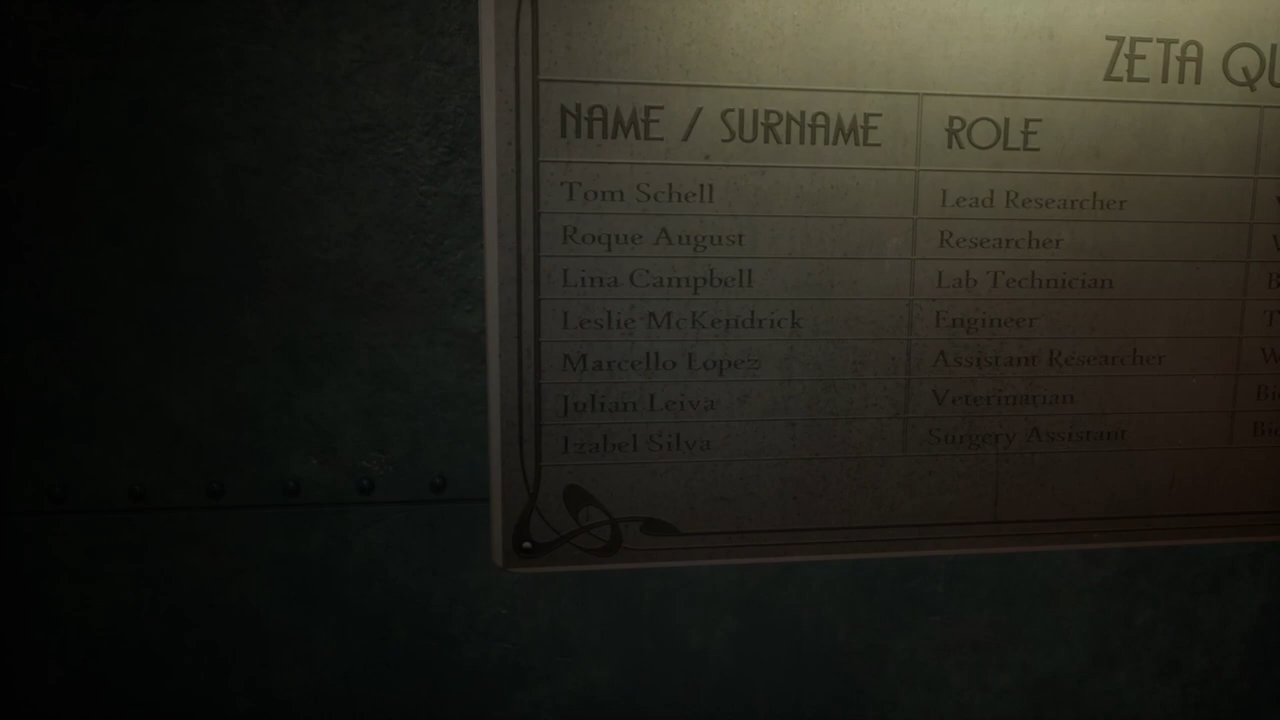 ZETA
NAME / SURNAME ROLE
Tom Schell Lead Researcher
Roque August Researcher
Lina Campbell Lab Technician
Leslie McKendrick Engineer
Marcello Lopez Assistant Researcher
Julian Leiva Veterinarian
Izabel Silva Surgery Assistant